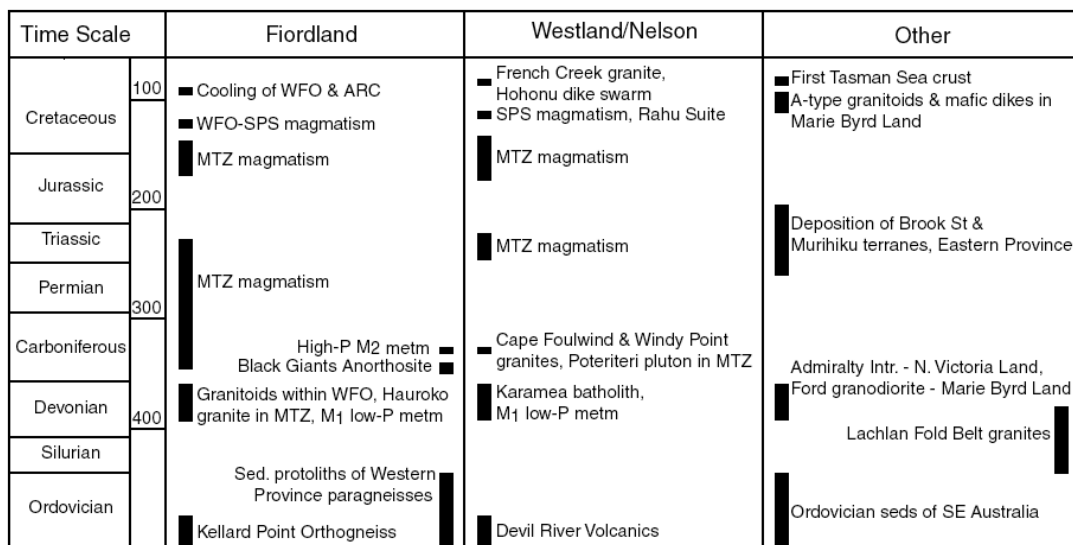 Time Scale
Fiordland
Westland/Nelson
Other
100
200
300
400
Cretaceous
Jurassic
Triassic
Permian
Carboniferous
Devonian
Silurian
Ordovician
Cooling of WFO & ARC
WFO-SPS magmatism
MTZ magmatism
MTZ magmatism
High-P M2 metm
Black Giants Anorthosite
Granitoids within WFO, Hauroko
granite in MTZ, M1 low-P metm
Sed. protoliths of Western
Province paragneisses
Kellard Point Orthogneiss
French Creek granite,
Hohonu dike swarm
SPS magmatism, Rahu Suite
MTZ magmatism
MTZ magmatism
Cape Foulwind & Windy Point
granites, Poteriteri pluton in MTZ
Karamea batholith,
M1 low-P metm
Devil River Volcanics
First Tasman Sea crust
A-type granitoids & mafic dikes in
Marie Byrd Land
Deposition of Brook St &
Murihiku terranes, Eastern Province
Admiralty Intr. - N. Victoria Land,
Ford granodiorite - Marie Byrd Land
Lachlan Fold Belt granites
Ordovician seds of SE Australia